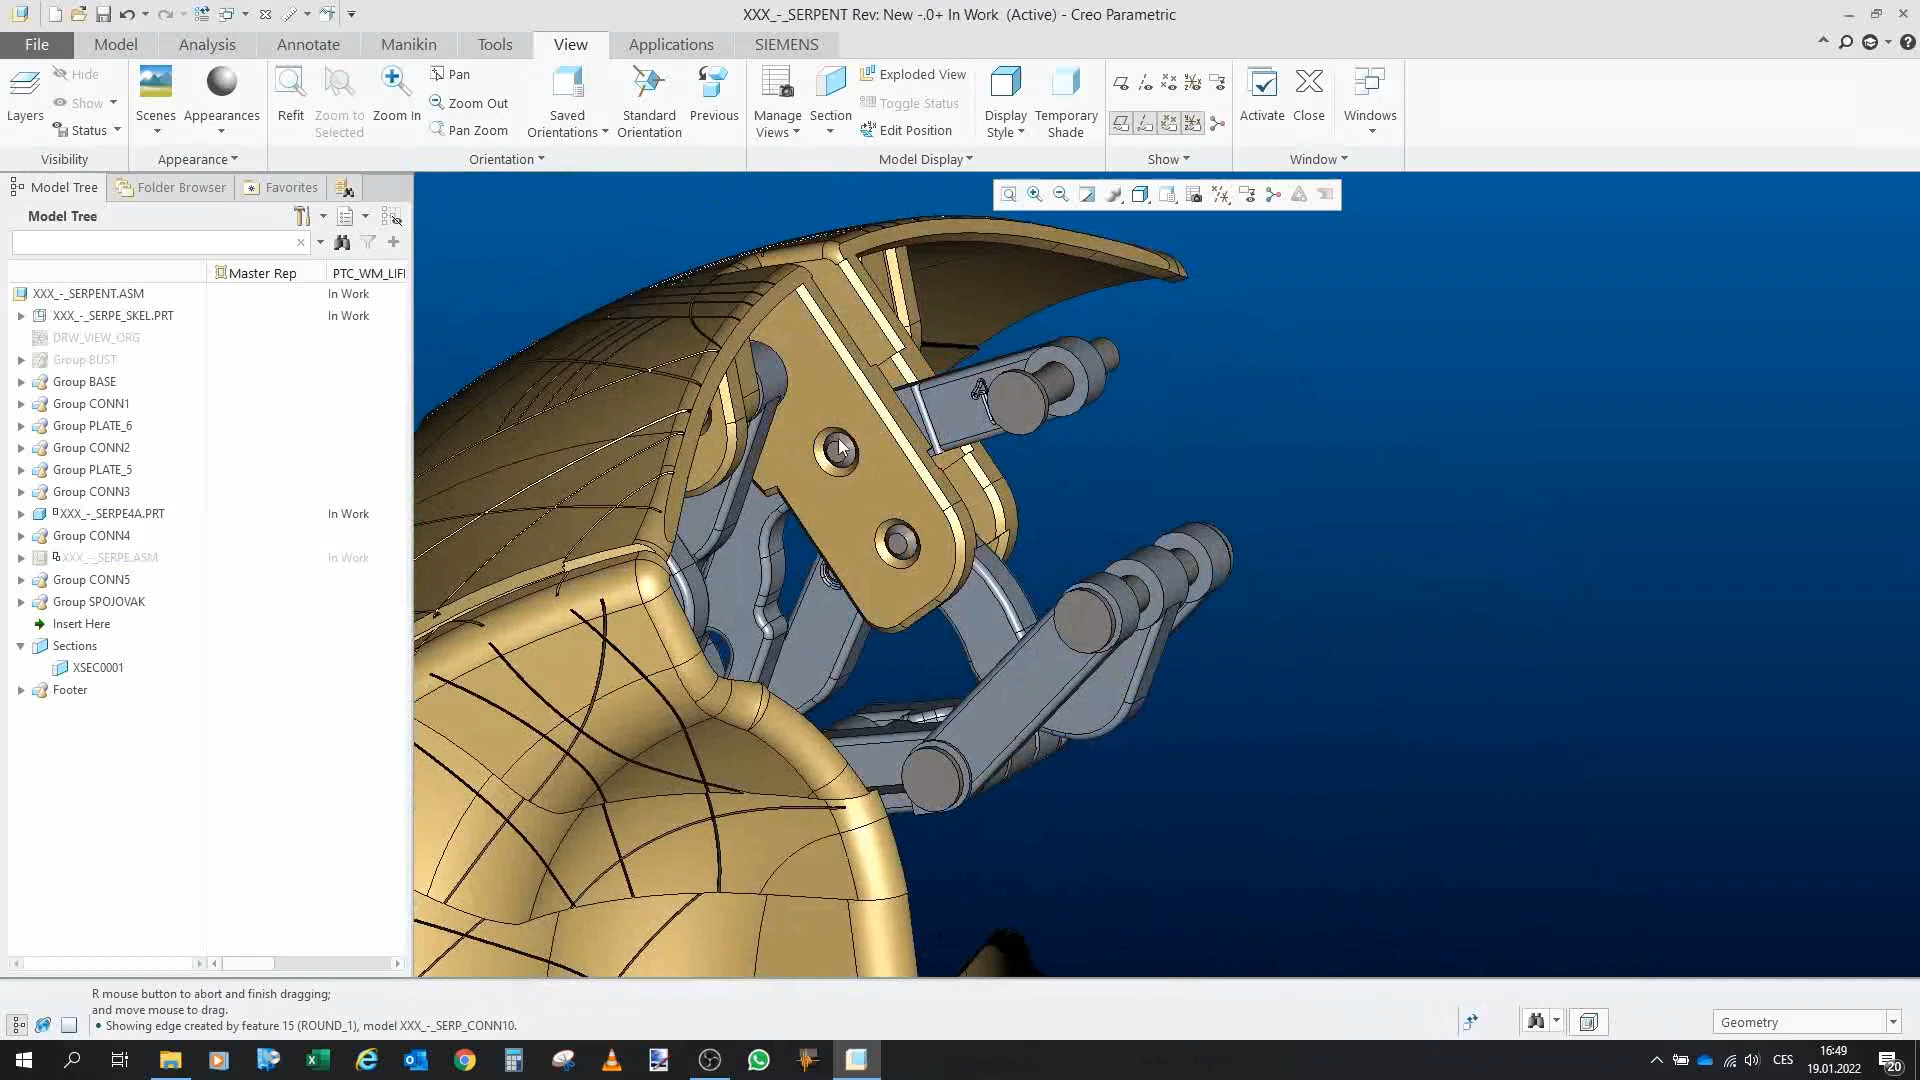 XXX_-_SERPENT Rev: New -.0+ In Work (Active) - Creo Parametric
File Model Analysis Annotate Manikin Tools View Applications SIEMENS
Layers
Hide
Show
Status
Visibility
Scenes
Appearances
Appearance
Refit
Zoom to Selected
Zoom In
Pan
Zoom Out
Pan Zoom
Saved Orientations
Standard Orientation
Previous
Orientation
Manage Views
Section
Exploded View
Toggle Status
Edit Position
Display Style
Temporary Shade
Model Display
Show
Activate
Close
Windows
Window
Model Tree Folder Browser Favorites
Model Tree
Master Rep PTC_WM_LIFI
XXX_-_SERPENT.ASM In Work
XXX_-_SERPE_SKEL.PRT In Work
DRW_VIEW_ORG
Group BUST
Group BASE
Group CONN1
Group PLATE_6
Group CONN2
Group PLATE_5
Group CONN3
XXX_-_SERPE4A.PRT In Work
Group CONN4
XXX_-_SERPE.ASM In Work
Group CONN5
Group SPOJOVAK
Insert Here
Sections
XSEC0001
Footer
R mouse button to abort and finish dragging;
and move mouse to drag.
• Showing edge created by feature 15 (ROUND_1), model XXX_-_SERP_CONN10.
Geometry
CES
16:49
19.01.2022
20